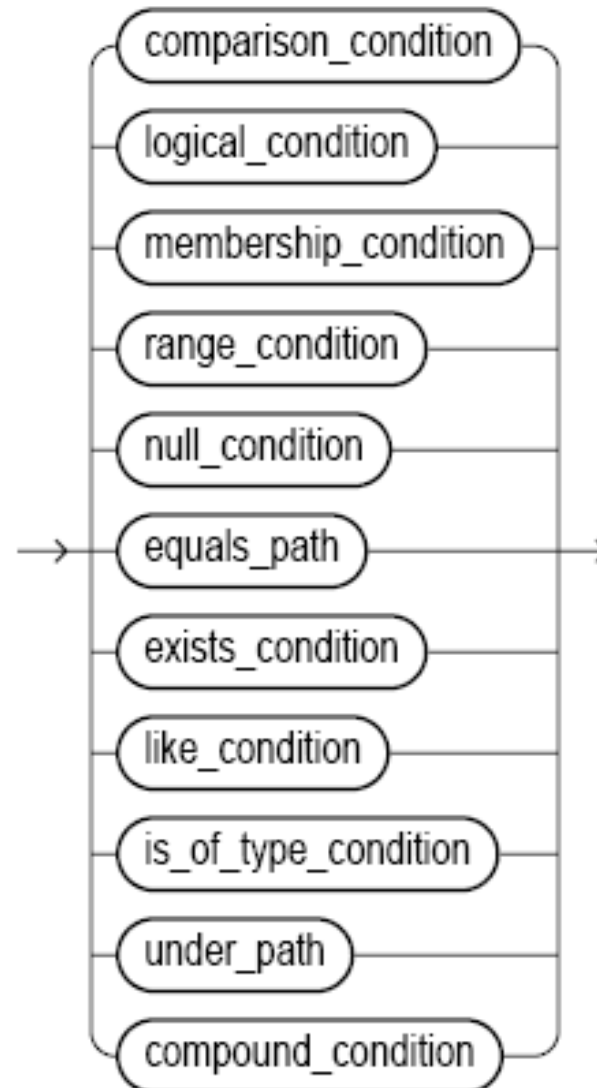 comparison_condition
logical_condition
membership_condition
range_condition
null_condition
equals_path
exists_condition
like_condition
is_of_type_condition
under_path
compound_condition